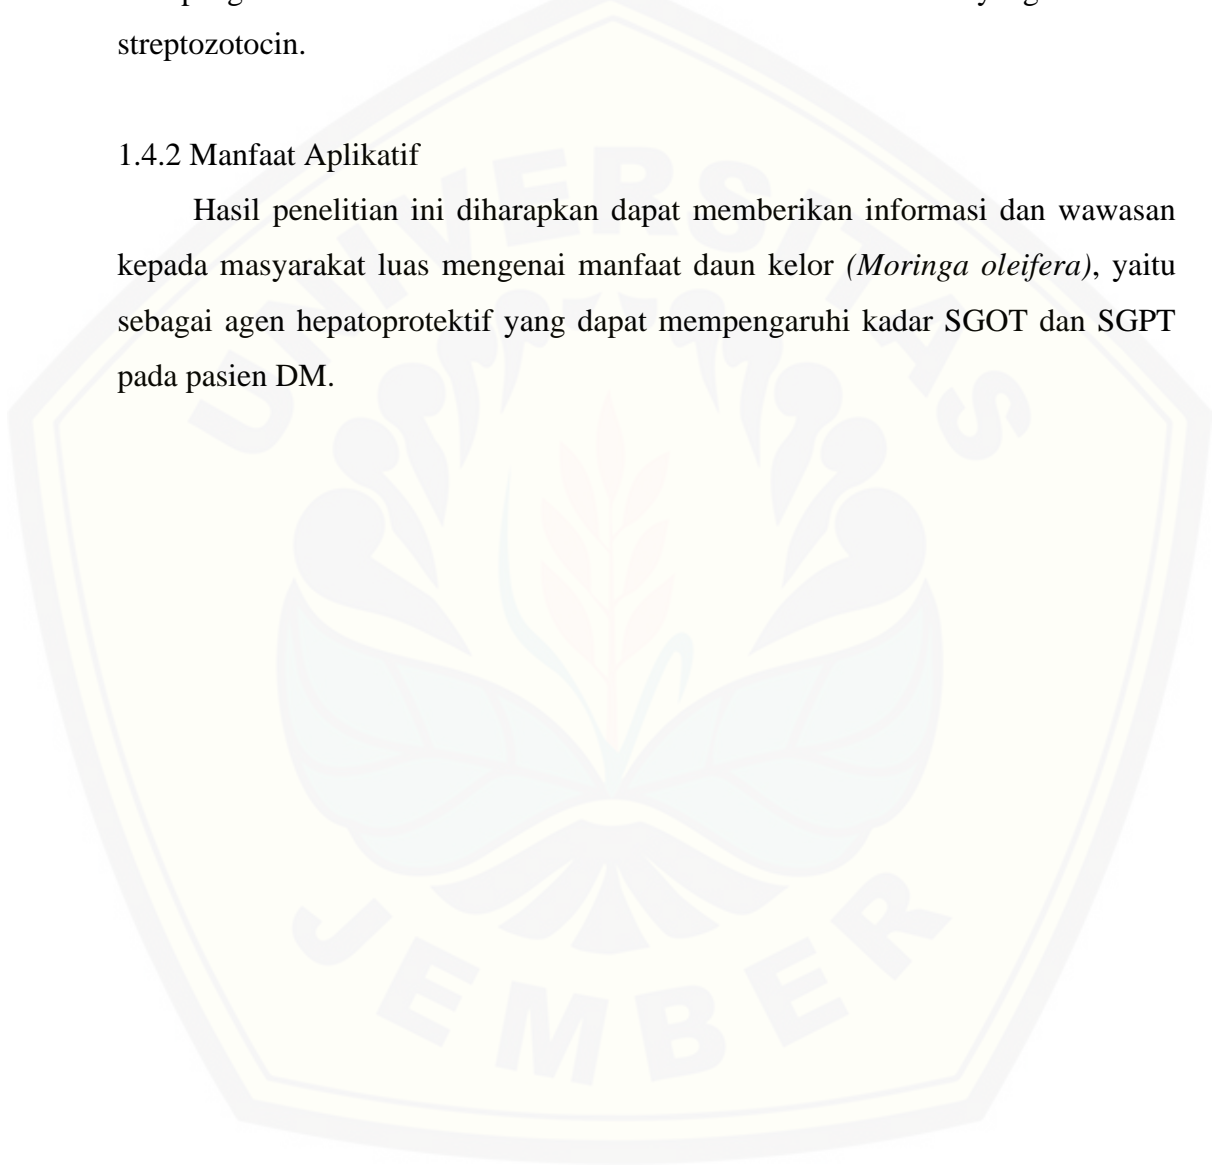 streptozotocin.
1.4.2 Manfaat Aplikatif
Hasil penelitian ini diharapkan dapat memberikan informasi dan wawasan
kepada masyarakat luas mengenai manfaat daun kelor (Moringa oleifera), yaitu
sebagai agen hepatoprotektif yang dapat mempengaruhi kadar SGOT dan SGPT
pada pasien DM.
UNIVERSITAS
JEMBER